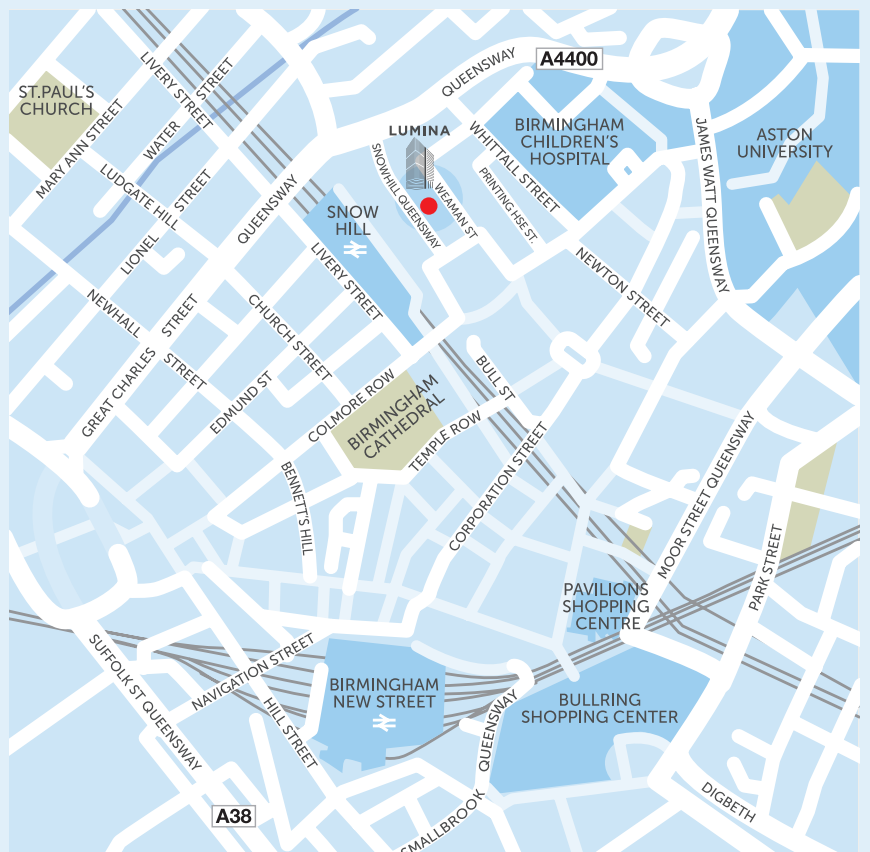 A4400
QUEENSWAY
ST.PAUL'S
CHURCH
LIVERY STREET
WATER STREET
MARY ANN STREET
LUDGATE HILL
LIONEL STREET
QUEENSWAY
LUMINA
SNOWHILL QUEENSWAY
WEAMAN ST
WHITTALL STREET
PRINTING HSE ST.
BIRMINGHAM
CHILDREN'S
HOSPITAL
JAMES WATT QUEENSWAY
ASTON
UNIVERSITY
SNOW
HILL
LIVERY STREET
NEWTON STREET
NEWHALL STREET
GREAT CHARLES STREET
CHURCH STREET
EDMUND ST
COLMORE ROW
BIRMINGHAM
CATHEDRAL
BULL ST
TEMPLE ROW
BENNETT'S HILL
CORPORATION STREET
MOOR STREET QUEENSWAY
PARK STREET
PAVILIONS
SHOPPING
CENTRE
SUFFOLK ST QUEENSWAY
NAVIGATION STREET
HILL STREET
BIRMINGHAM
NEW STREET
BULLRING
SHOPPING CENTER
SMALLBROOK QUEENSWAY
DIGBETH
A38